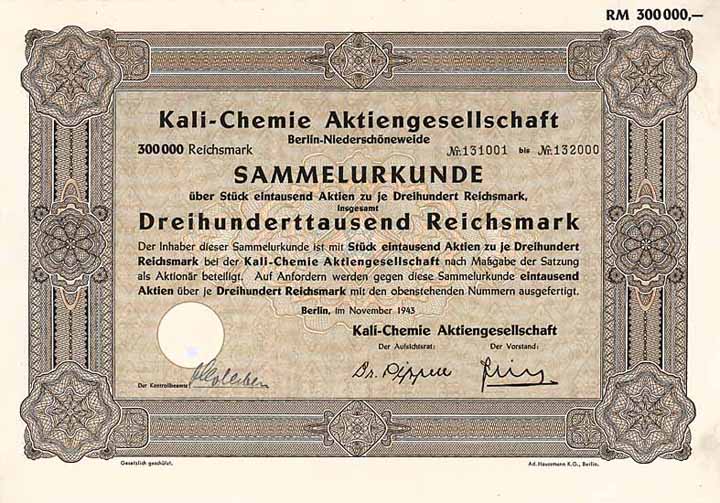 RM 300000,—
Kali-Chemie Aktiengesellschaft
Berlin-Niederschöneweide
300000 Reichsmark № 131001 bis № 132000
SAMMELURKUNDE
über Stück eintausend Aktien zu je Dreihundert Reichsmark,
insgesamt
Dreihunderttausend Reichsmark
Der Inhaber dieser Sammelurkunde ist mit Stück eintausend Aktien zu je Dreihundert
Reichsmark bei der Kali-Chemie Aktiengesellschaft nach Maßgabe der Satzung
als Aktionär beteiligt. Auf Anfordern werden gegen diese Sammelurkunde eintausend
Aktien über je Dreihundert Reichsmark mit den obenstehenden Nummern ausgefertigt.
Berlin, im November 1943
Kali-Chemie Aktiengesellschaft
Der Aufsichtsrat: Der Vorstand:
Der Kontrollbeamte:
Gesetzlich geschützt. Ad. Haussmann K.G., Berlin.